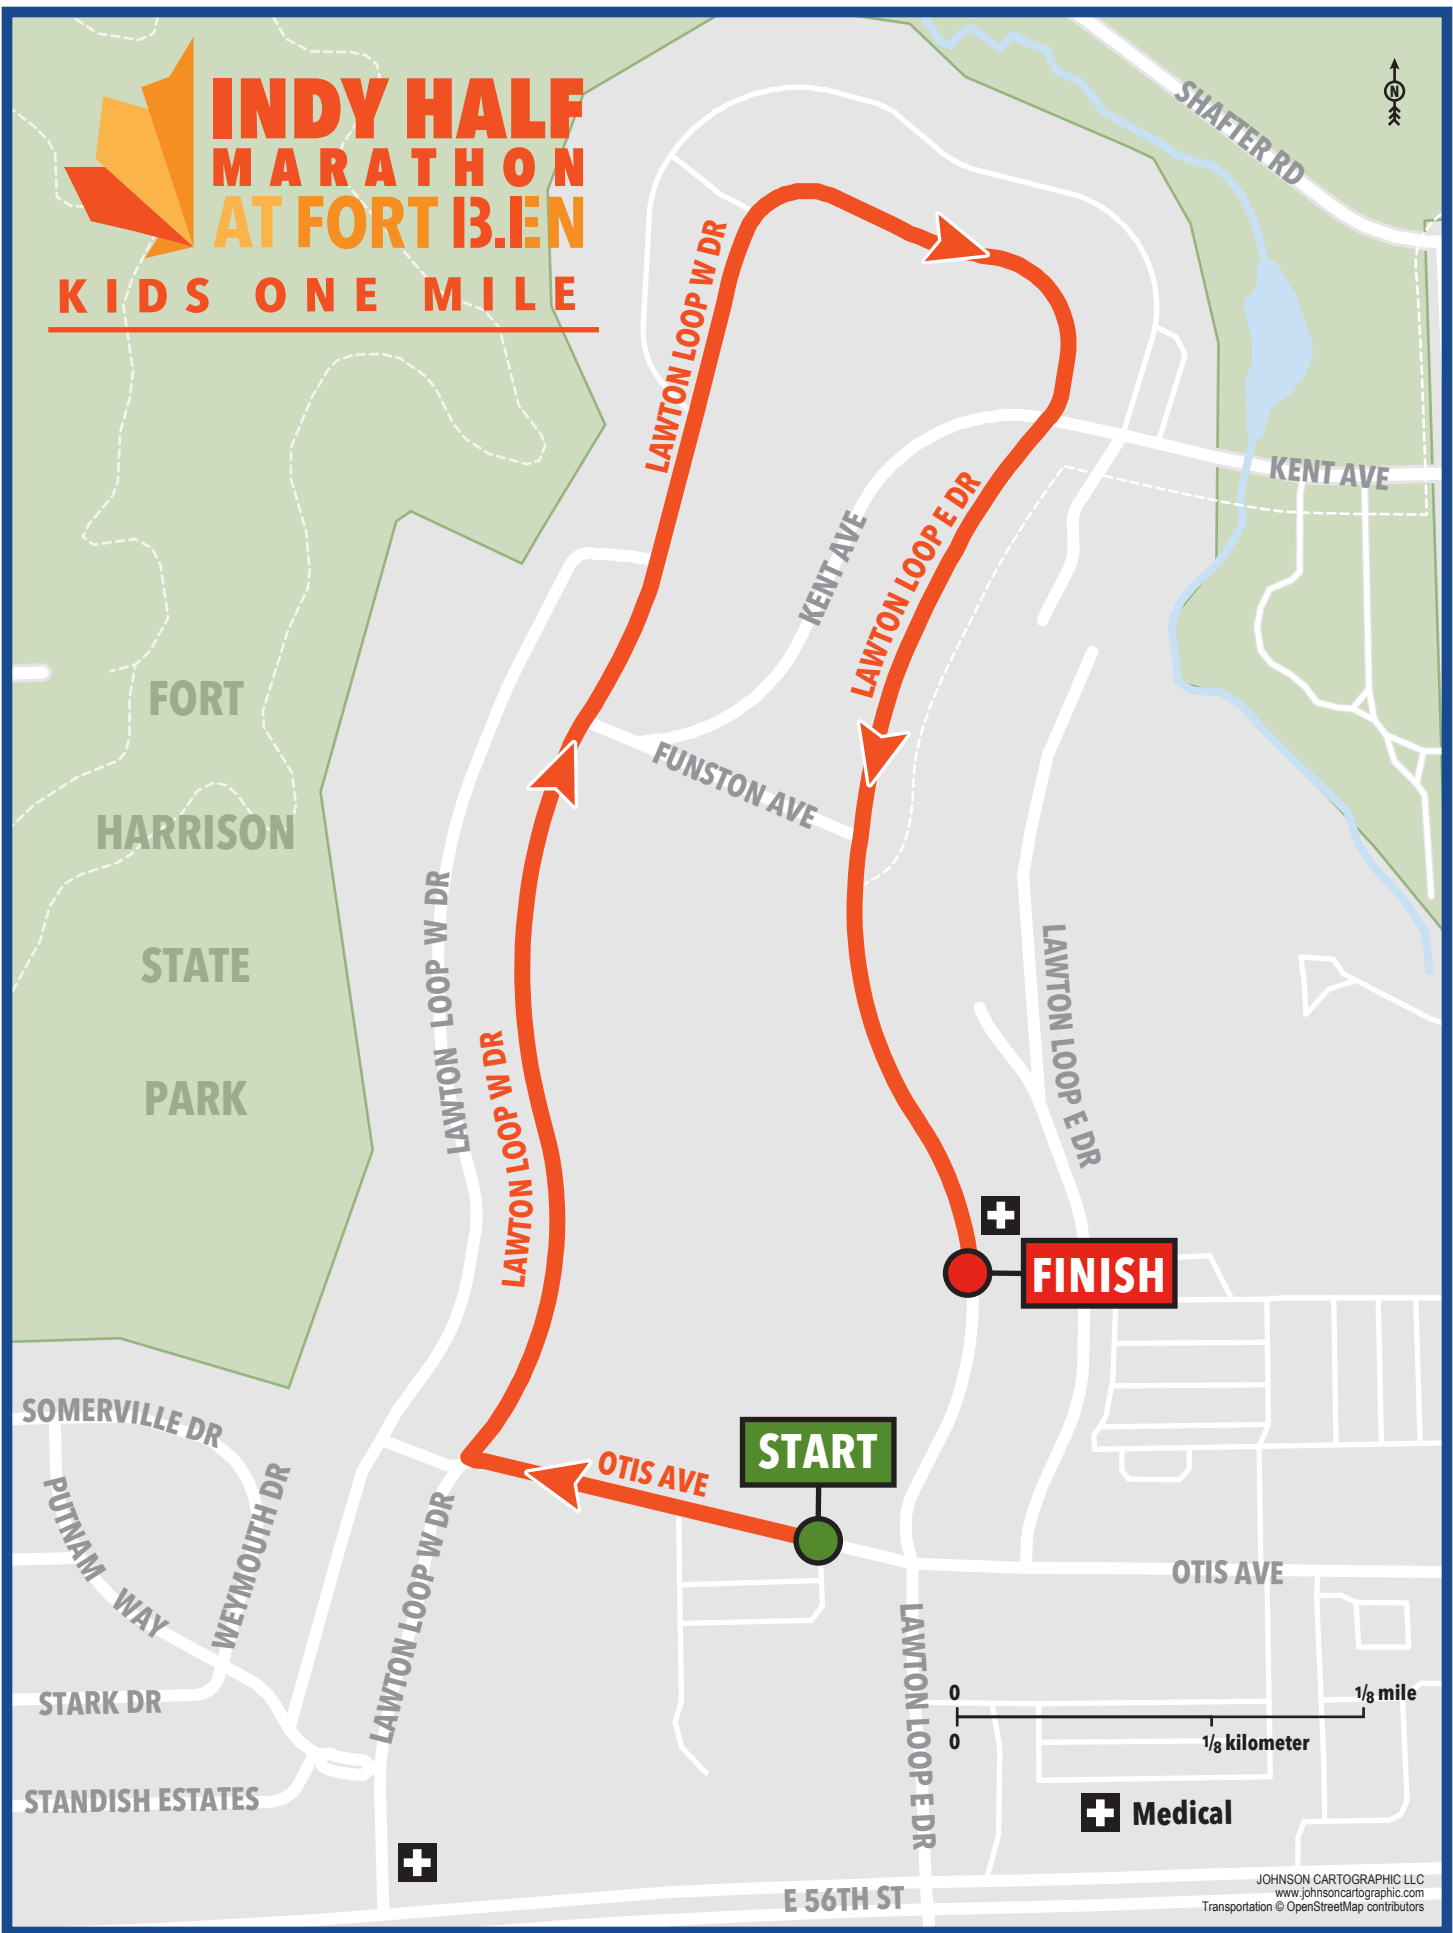 INDY HALF
MARATHON
AT FORT B.EN
KIDS ONE MILE
N
SHAFTER RD
LAWTON LOOP W DR
KENT AVE
LAWTON LOOP E DR
KENT AVE
FORT
HARRISON
STATE
PARK
FUNSTON AVE
LAWTON LOOP W DR
LAWTON LOOP W DR
LAWTON LOOP E DR
FINISH
SOMERVILLE DR
START
OTIS AVE
PUTNAM WAY
WEYMOUTH DR
LAWTON LOOP W DR
OTIS AVE
LAWTON LOOP E DR
STARK DR
STANDISH ESTATES
0 1/8 mile
0 1/8 kilometer
Medical
E 56TH ST
JOHNSON CARTOGRAPHIC LLC
www.johnsoncartographic.com
Transportation © OpenStreetMap contributors